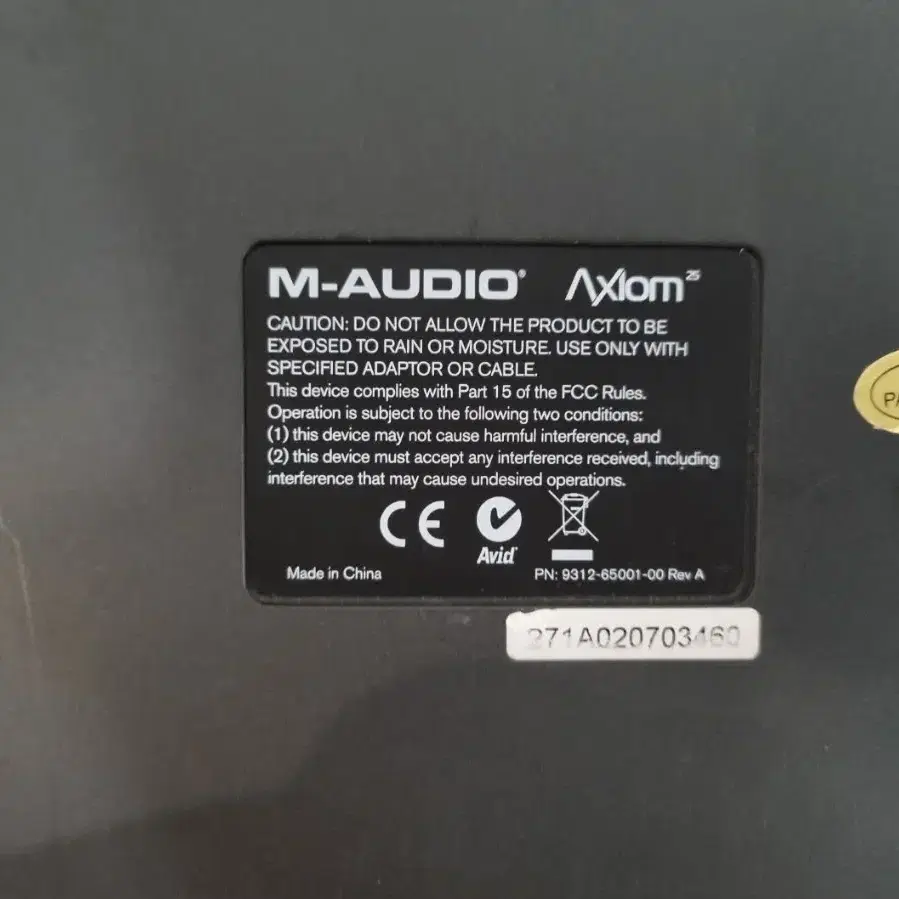 M-AUDIO® AXIom 25
CAUTION: DO NOT ALLOW THE PRODUCT TO BE
EXPOSED TO RAIN OR MOISTURE. USE ONLY WITH
SPECIFIED ADAPTOR OR CABLE.
This device complies with Part 15 of the FCC Rules.
Operation is subject to the following two conditions:
(1) this device may not cause harmful interference, and
(2) this device must accept any interference received, including
interference that may cause undesired operations.
CE
Avid®
Made in China PN: 9312-65001-00 Rev A
271A020703460